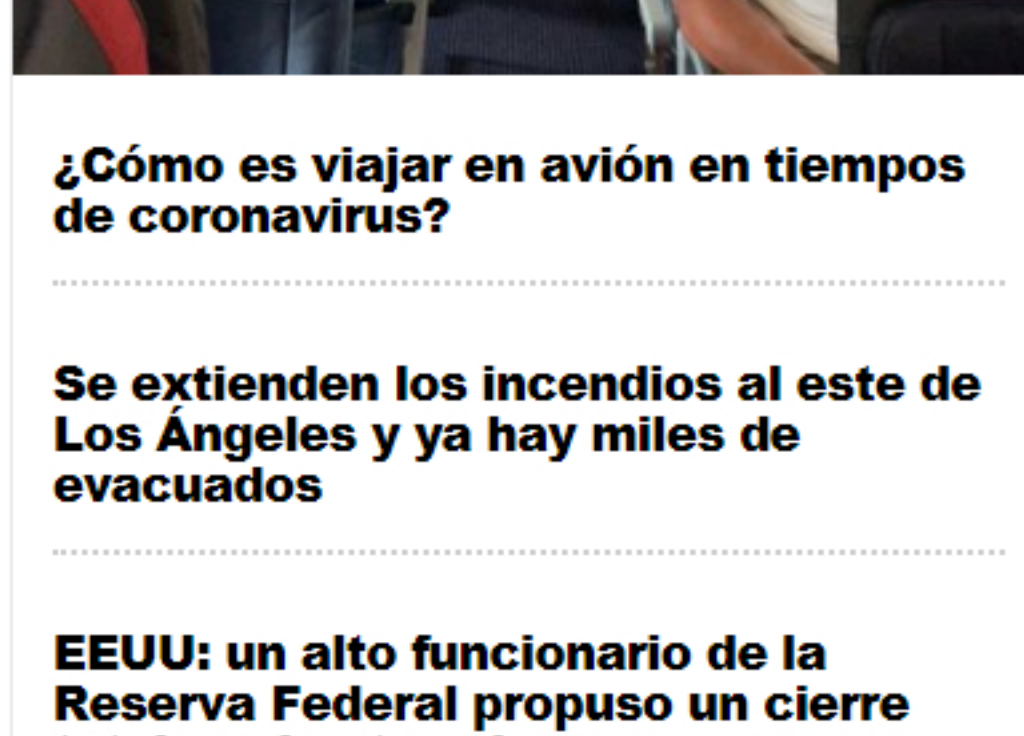 ¿Cómo es viajar en avión en tiempos
de coronavirus?
Se extienden los incendios al este de
Los Ángeles y ya hay miles de
evacuados
EEUU: un alto funcionario de la
Reserva Federal propuso un cierre